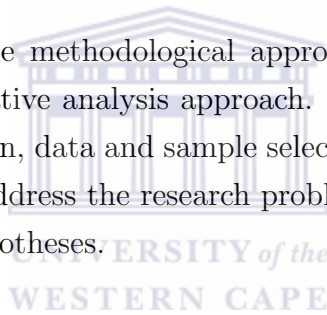 e methodological appro
tive analysis approach.
n, data and sample selec
ddress the research probl
otheses.
UNIVERSITY of the
WESTERN CAPE